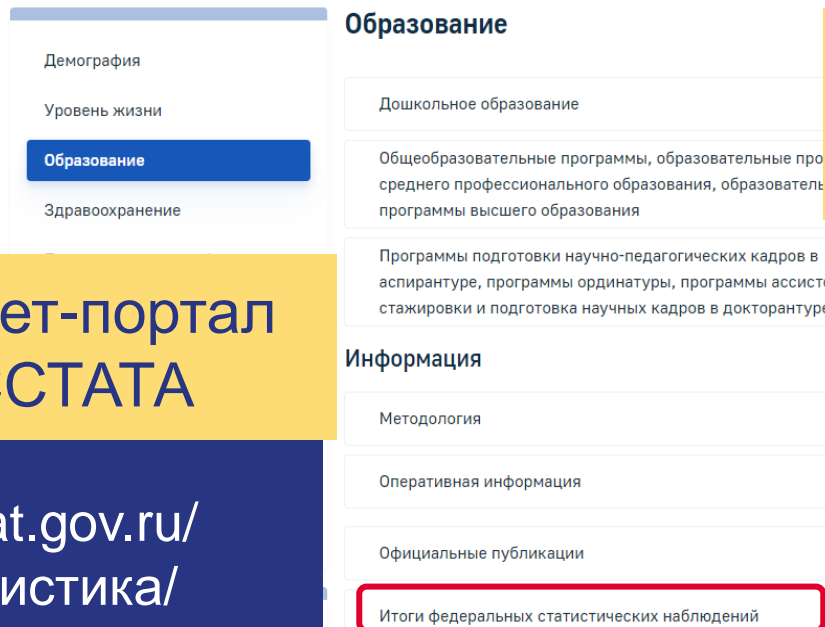 Демография
Уровень жизни
Образование
Здравоохранение
ет-портал
СТАТА
at.gov.ru/
истика/
Образование
Дошкольное образование
Общеобразовательные программы, образовательные про
среднего профессионального образования, образователь
программы высшего образования
Программы подготовки научно-педагогических кадров в
аспирантуре, программы ординатуры, программы ассист
стажировки и подготовка научных кадров в докторантуре
Информация
Методология
Оперативная информация
Официальные публикации
Итоги федеральных статистических наблюдений